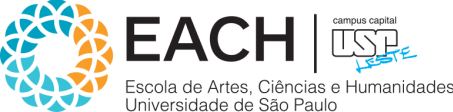 EACH
campus capital
USP
LESTE
Escola de Artes, Ciências e Humanidades
Universidade de São Paulo